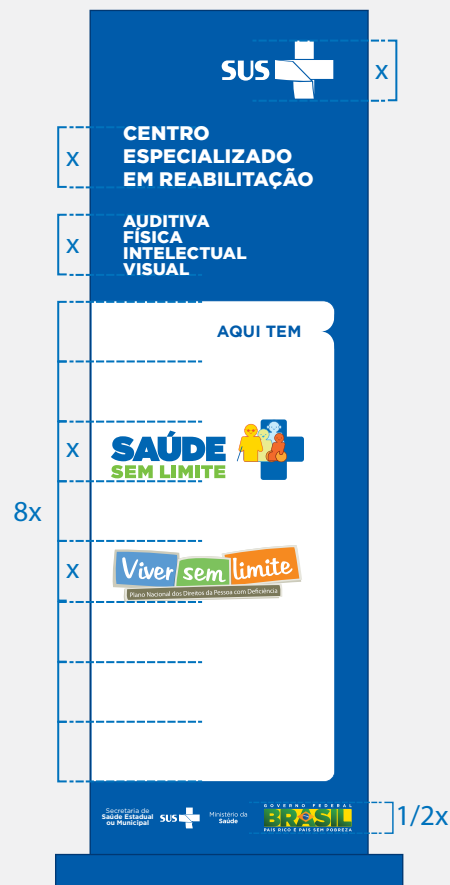 SUS
x
CENTRO
ESPECIALIZADO
EM REABILITAÇÃO
x
AUDITIVA
FÍSICA
INTELECTUAL
VISUAL
x
AQUI TEM
SAÚDE
SEM LIMITE
x
8x
Viver sem limite
Plano Nacional dos Direitos da Pessoa com Deficiência
x
Secretaria de
Saúde Estadual
ou Municipal
SUS
Ministério da
Saúde
GOVERNO FEDERAL
BRASIL
PAÍS RICO É PAÍS SEM POBREZA
1/2x